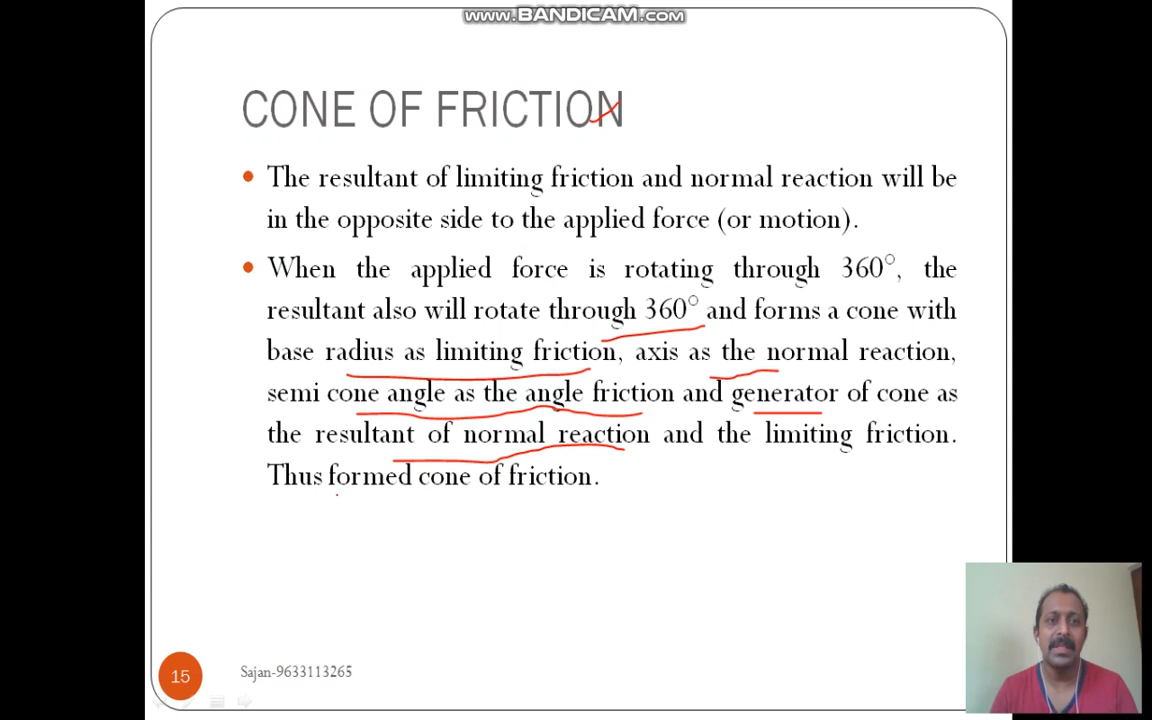 www.BANDICAM.com
CONE OF FRICTION
The resultant of limiting friction and normal reaction will be
in the opposite side to the applied force (or motion).
When the applied force is rotating through 360°, the
resultant also will rotate through 360° and forms a cone with
base radius as limiting friction, axis as the normal reaction,
semi cone angle as the angle friction and generator of cone as
the resultant of normal reaction and the limiting friction.
Thus formed cone of friction.
15
Sajan-9633113265